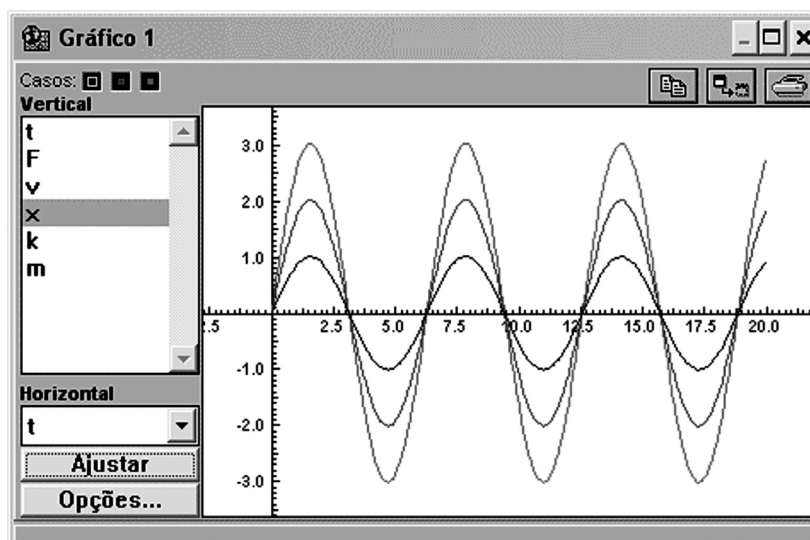 Gráfico 1
Casos:
Vertical
t
F
v
x
k
m
Horizontal
t
Ajustar
Opções...
3.0
2.0
1.0
-1.0
-2.0
-3.0
2.5 2.5 5.0 7.5 10.0 12.5 15.0 17.5 20.0